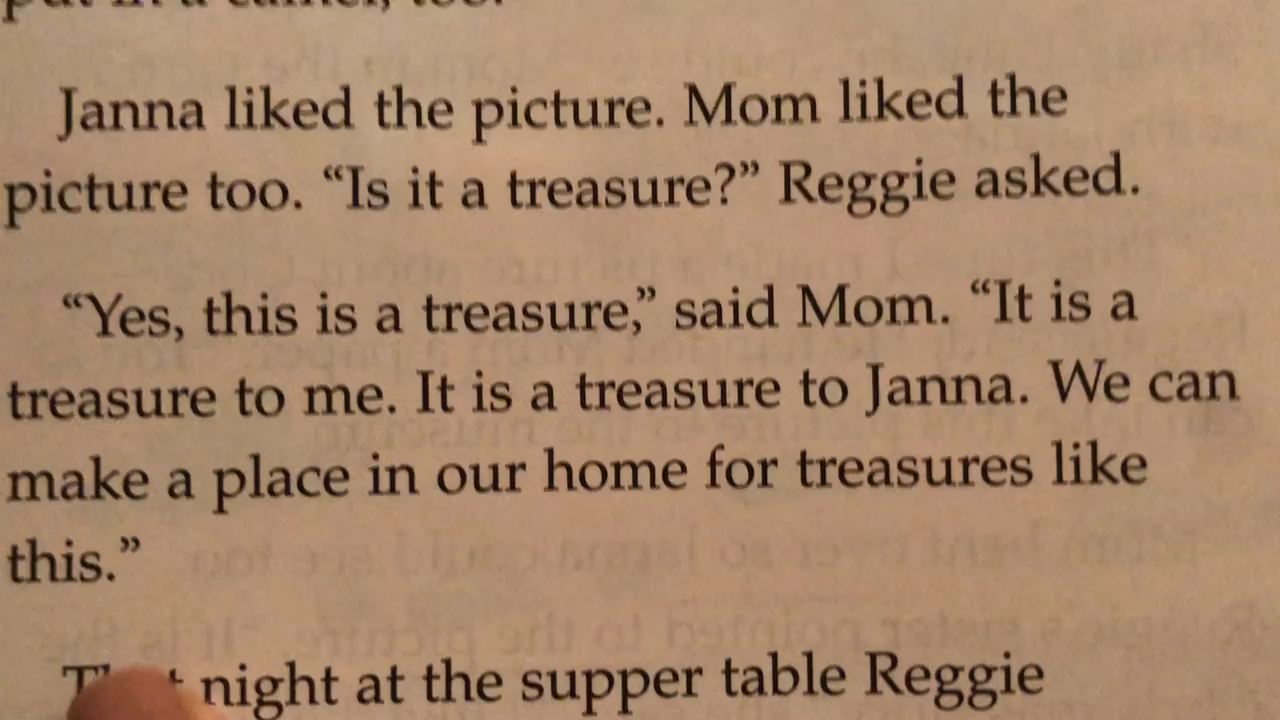 Janna liked the picture. Mom liked the
picture too. “Is it a treasure?” Reggie asked.
“Yes, this is a treasure,” said Mom. “It is a
treasure to me. It is a treasure to Janna. We can
make a place in our home for treasures like
this.”
night at the supper table Reggie